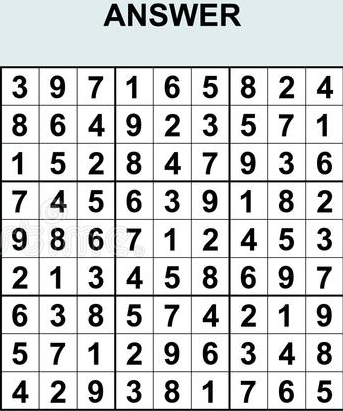 ANSWER
3 9 7 1 6 5 8 2 4
8 6 4 9 2 3 5 7 1
1 5 2 8 4 7 9 3 6
7 4 5 6 3 9 1 8 2
9 8 6 7 1 2 4 5 3
2 1 3 4 5 8 6 9 7
6 3 8 5 7 4 2 1 9
5 7 1 2 9 6 3 4 8
4 2 9 3 8 1 7 6 5